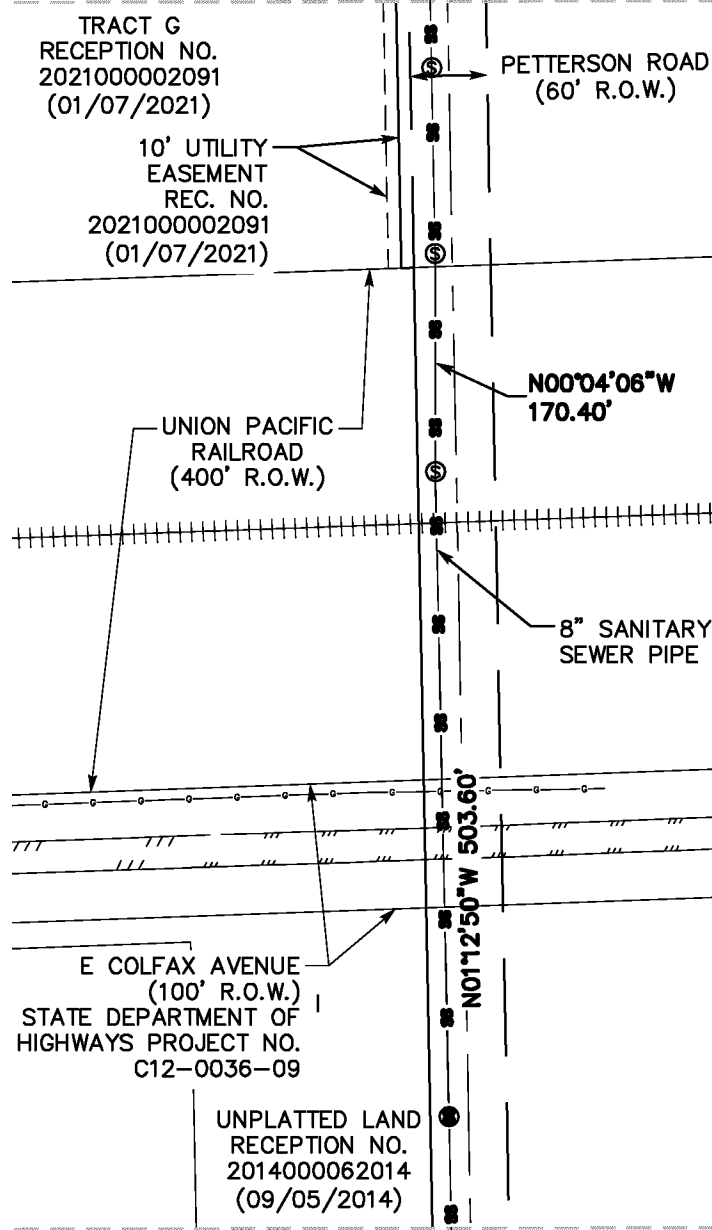 TRACT G
RECEPTION NO.
2021000002091
(01/07/2021)
PETTERSON ROAD
(60' R.O.W.)
10' UTILITY
EASEMENT
REC. NO.
2021000002091
(01/07/2021)
N00°04'06"W
170.40'
UNION PACIFIC
RAILROAD
(400' R.O.W.)
8" SANITARY
SEWER PIPE
N01°12'50"W 503.60'
E COLFAX AVENUE
(100' R.O.W.)
STATE DEPARTMENT OF
HIGHWAYS PROJECT NO.
C12-0036-09
UNPLATTED LAND
RECEPTION NO.
2014000062014
(09/05/2014)